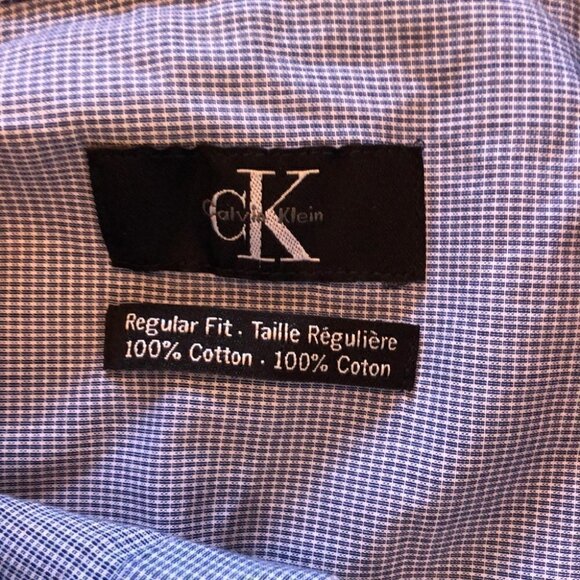 CK
Calvin Klein
Regular Fit . Taille Régulière
100% Cotton . 100% Coton